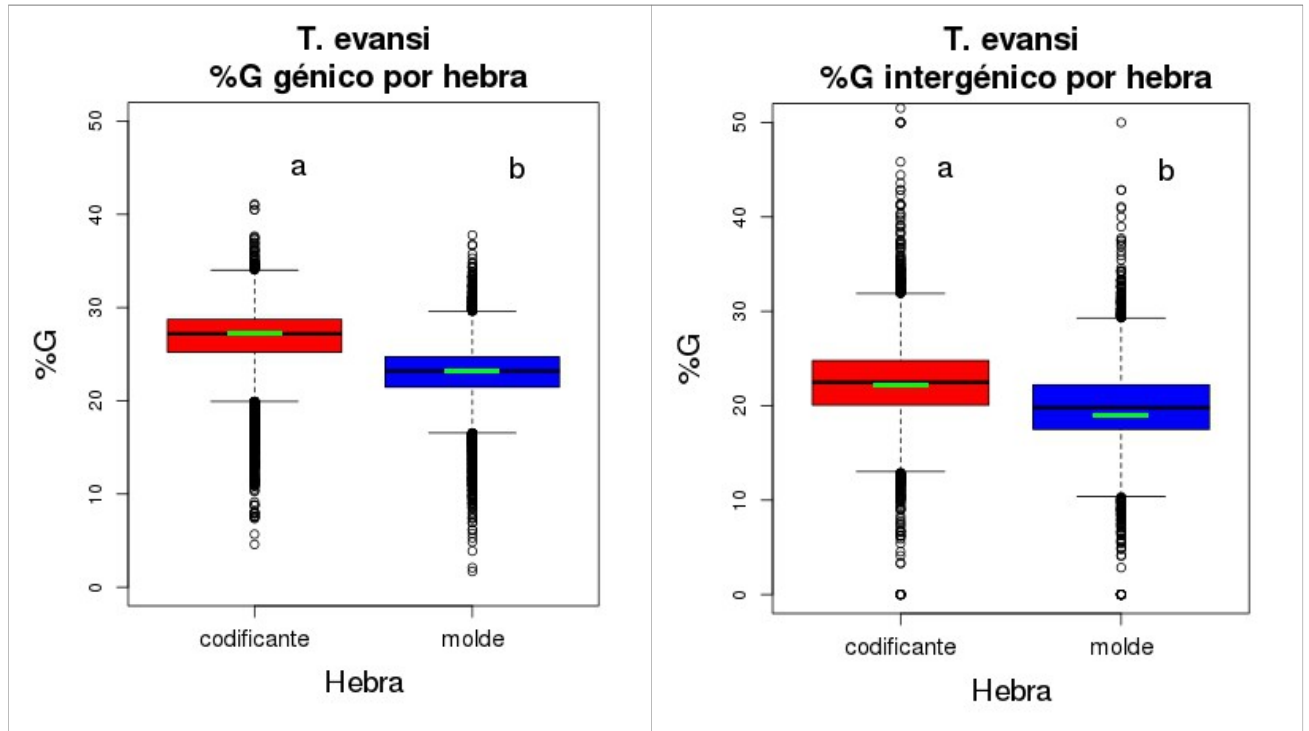 T. evansi
%G génico por hebra
50
40
30
20
10
0
%G
a
b
codificante
molde
Hebra
T. evansi
%G intergénico por hebra
50
40
30
20
10
0
%G
a
b
codificante
molde
Hebra